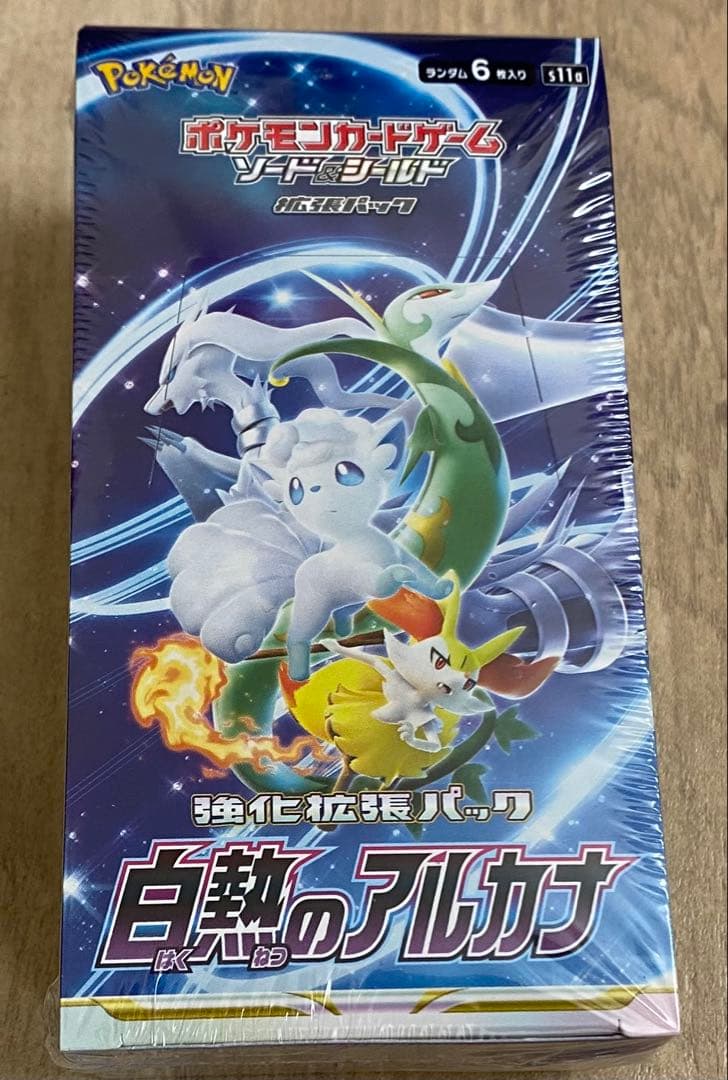 POKéMON
ランダム6枚入り s11a
ポケモンカードゲーム
ソード&シールド
拡張パック
強化拡張パック
白熱のアルカナ
はく ねつ